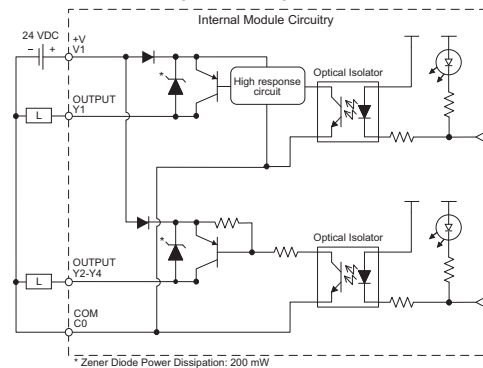 Internal Module Circuitry
24 VDC
− +
+V
V1
*
High response
circuit
Optical Isolator
OUTPUT
Y1
L
*
Optical Isolator
OUTPUT
Y2-Y4
L
COM
C0
* Zener Diode Power Dissipation: 200 mW